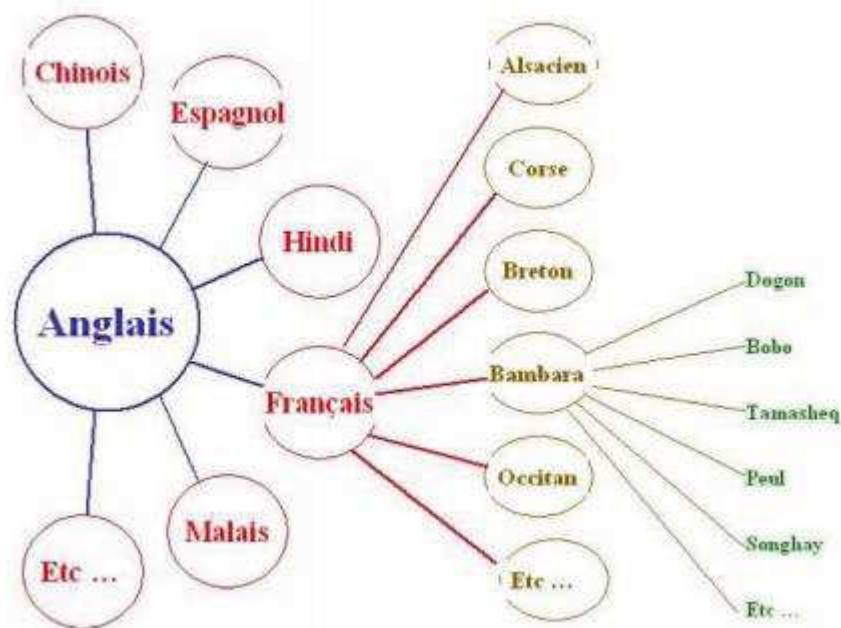 Chinois
Espagnol
Hindi
Anglais
Français
Malais
Etc ...
Alsacien
Corse
Breton
Bambara
Occitan
Etc ...
Dogon
Bobo
Tamasheq
Peul
Songhay
Etc ...